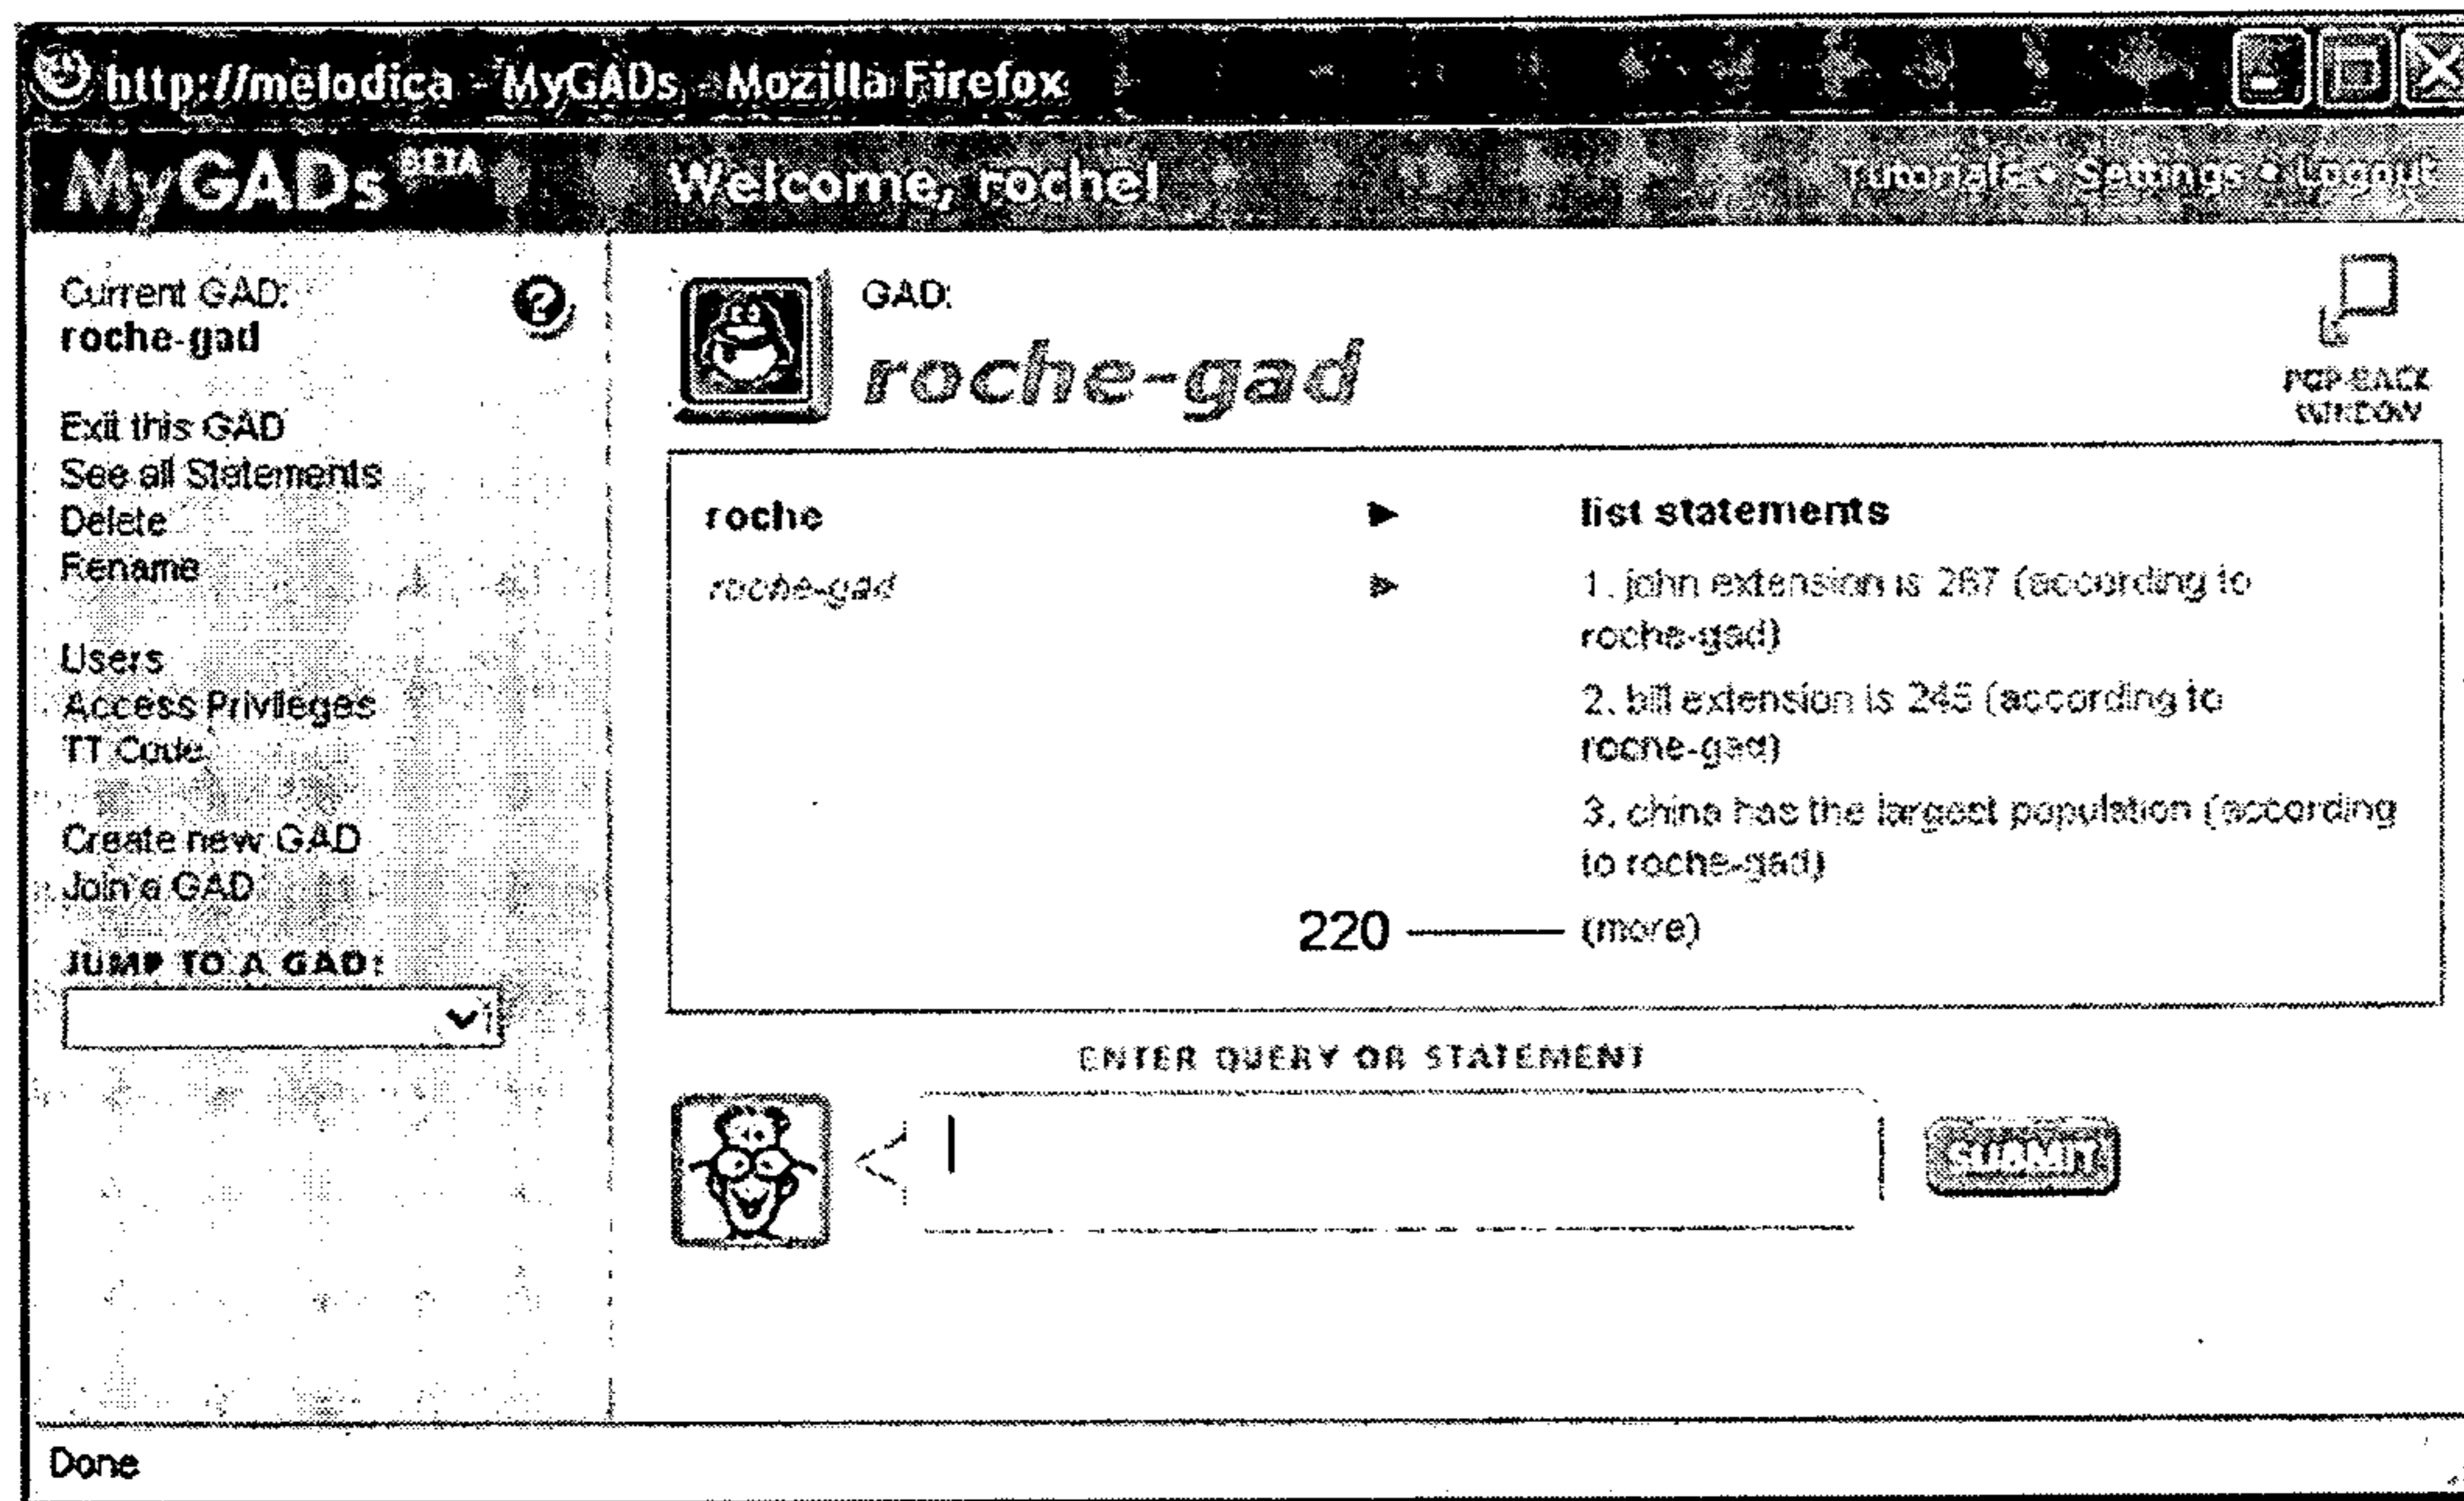 http://melodica - MyGADs - Mozilla Firefox
MyGADs BETA
Welcome, roche!
Tutorials • Settings • Logout
Current GAD:
roche-gad
Exit this GAD
See all Statements
Delete
Rename
Users
Access Privileges
TT Code
Create new GAD
Join a GAD
JUMP TO A GAD:
GAD:
roche-gad
POP-BACK
WINDOW
roche ► list statements
roche-gad ► 1. john extension is 267 (according to
roche-gad)
2. bill extension is 245 (according to
roche-gad)
3. china has the largest population (according
to roche-gad)
220 (more)
ENTER QUERY OR STATEMENT
SUBMIT
Done